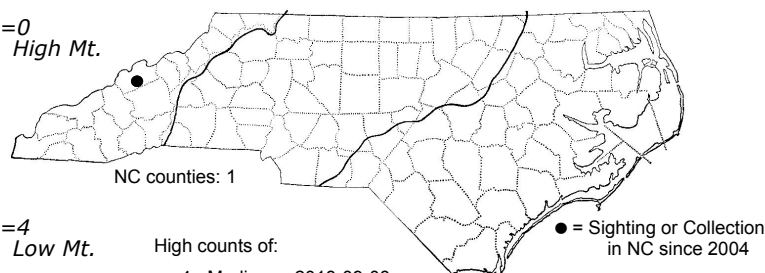 =0
High Mt.
NC counties: 1
=4
Low Mt.
High counts of:
● = Sighting or Collection
in NC since 2004